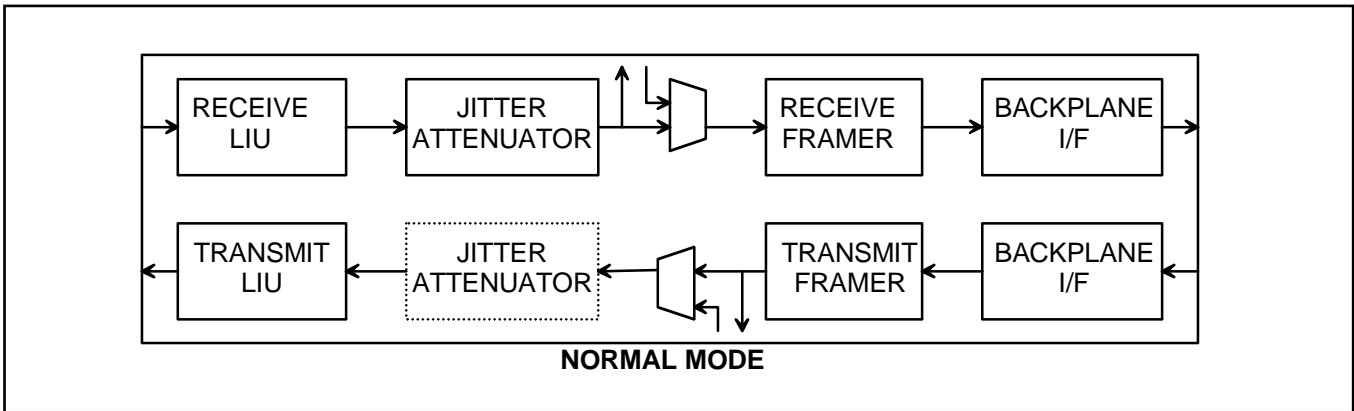 RECEIVE
LIU
JITTER
ATTENUATOR
RECEIVE
FRAMER
BACKPLANE
I/F
TRANSMIT
LIU
JITTER
ATTENUATOR
TRANSMIT
FRAMER
BACKPLANE
I/F
NORMAL MODE